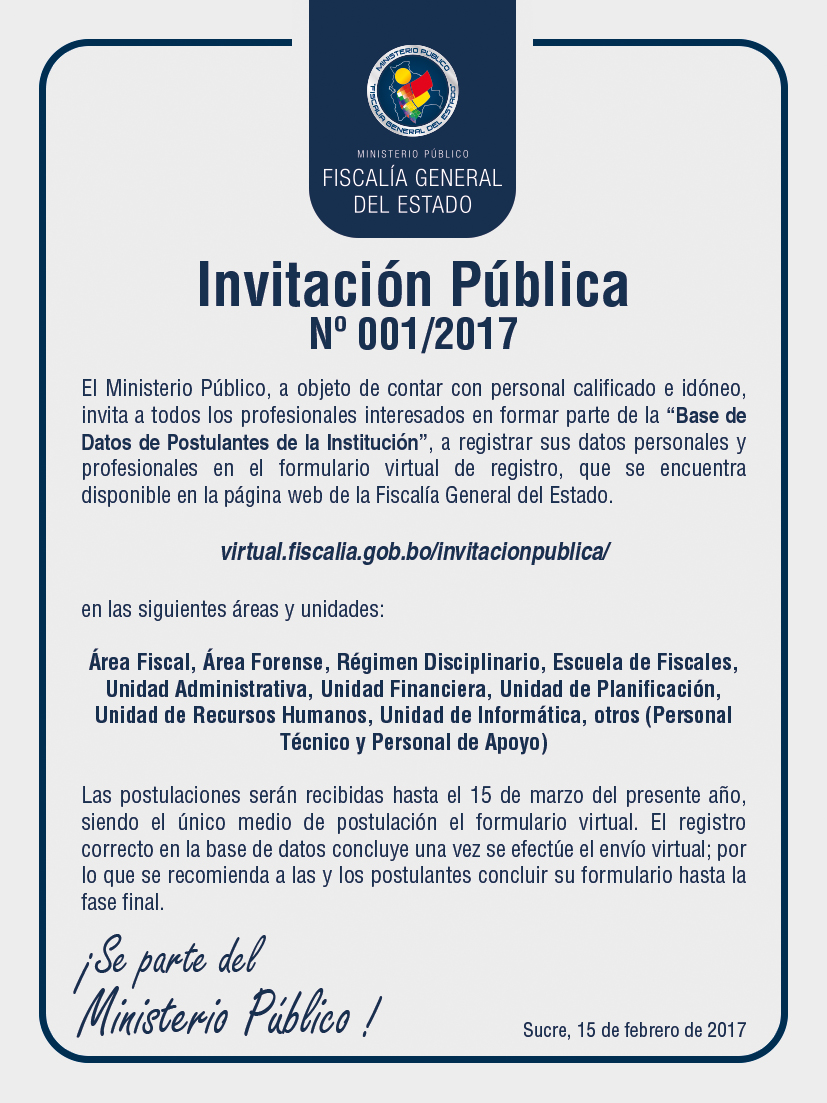 MINISTERIO PÚBLICO
FISCALÍA GENERAL DEL ESTADO
MINISTERIO PÚBLICO
FISCALÍA GENERAL
DEL ESTADO
Invitación Pública
Nº 001/2017
El Ministerio Público, a objeto de contar con personal calificado e idóneo,
invita a todos los profesionales interesados en formar parte de la “Base de
Datos de Postulantes de la Institución”, a registrar sus datos personales y
profesionales en el formulario virtual de registro, que se encuentra
disponible en la página web de la Fiscalía General del Estado.
virtual.fiscalia.gob.bo/invitacionpublica/
en las siguientes áreas y unidades:
Área Fiscal, Área Forense, Régimen Disciplinario, Escuela de Fiscales,
Unidad Administrativa, Unidad Financiera, Unidad de Planificación,
Unidad de Recursos Humanos, Unidad de Informática, otros (Personal
Técnico y Personal de Apoyo)
Las postulaciones serán recibidas hasta el 15 de marzo del presente año,
siendo el único medio de postulación el formulario virtual. El registro
correcto en la base de datos concluye una vez se efectúe el envío virtual; por
lo que se recomienda a las y los postulantes concluir su formulario hasta la
fase final.
¡Se parte del
Ministerio Público !
Sucre, 15 de febrero de 2017